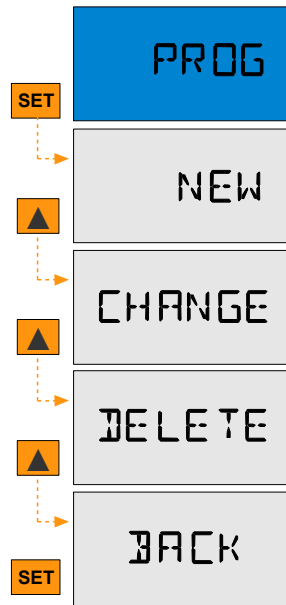 PROG
SET
NEW
CHANGE
DELETE
BACK
SET